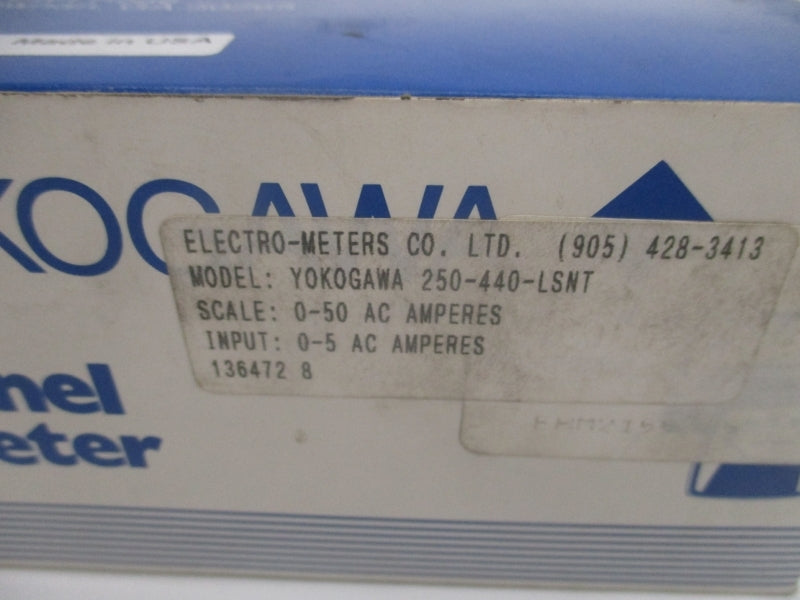 Made in USA
KOGAWA
ELECTRO-METERS CO. LTD. (905) 428-3413
MODEL: YOKOGAWA 250-440-LSNT
SCALE: 0-50 AC AMPERES
INPUT: 0-5 AC AMPERES
136472 8
nel
eter